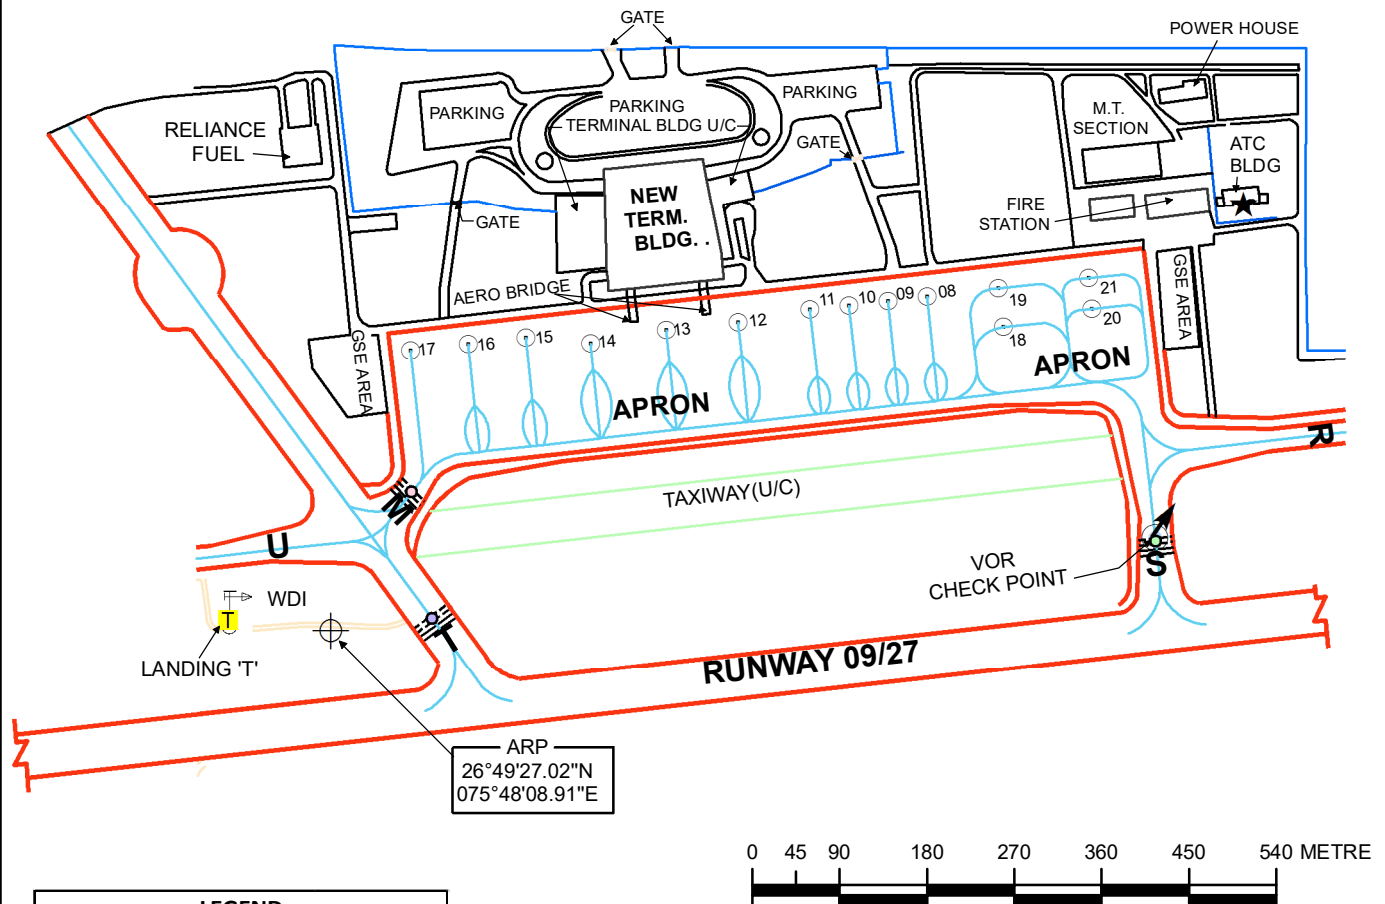 GATE
POWER HOUSE
PARKING
PARKING
TERMINAL BLDG U/C
PARKING
M.T.
SECTION
RELIANCE
FUEL
GATE
ATC
BLDG
NEW
TERM.
BLDG. .
GATE
FIRE
STATION
AERO BRIDGE
GSE AREA
GSE AREA
17
16
15
14
13
12
11
10
09
08
19
18
21
20
APRON
APRON
R
M
TAXIWAY(U/C)
U
VOR
CHECK POINT
S
WDI
T
LANDING 'T'
T
RUNWAY 09/27
ARP
26°49'27.02"N
075°48'08.91"E
0 45 90 180 270 360 450 540 METRE
LEGEND